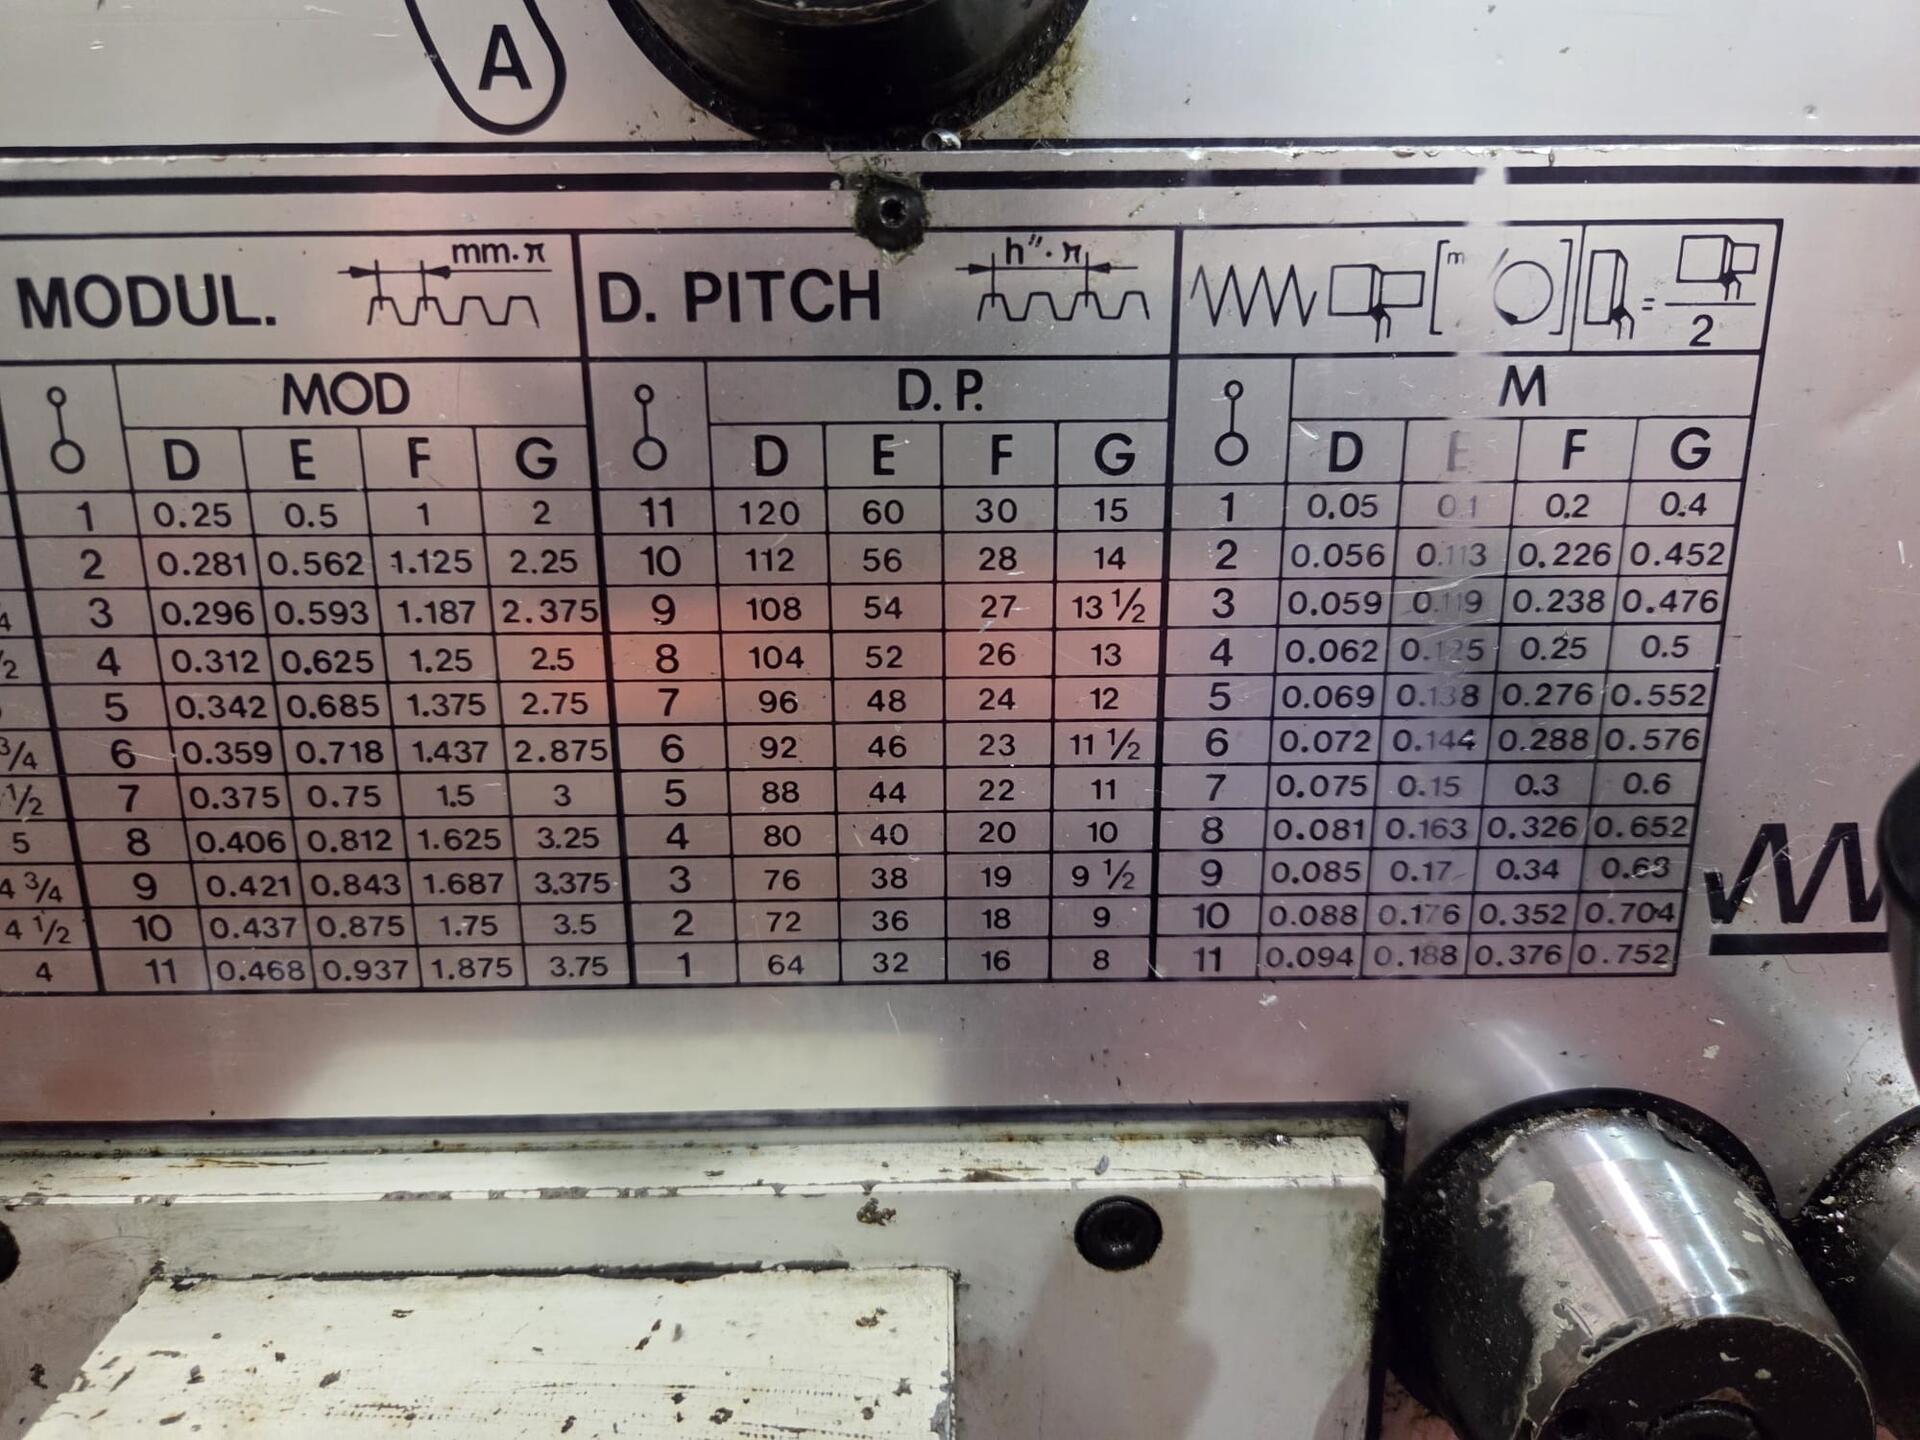 A
MODUL. mm.π D. PITCH h".π m = 2
MOD D.P. M
D E F G D E F G D E F G
1 0.25 0.5 1 2 11 120 60 30 15 1 0.05 0.1 0.2 0.4
2 0.281 0.562 1.125 2.25 10 112 56 28 14 2 0.056 0.113 0.226 0.452
3 0.296 0.593 1.187 2.375 9 108 54 27 13 1/2 3 0.059 0.119 0.238 0.476
4 0.312 0.625 1.25 2.5 8 104 52 26 13 4 0.062 0.125 0.25 0.5
5 0.342 0.685 1.375 2.75 7 96 48 24 12 5 0.069 0.138 0.276 0.552
3/4 6 0.359 0.718 1.437 2.875 6 92 46 23 11 1/2 6 0.072 0.144 0.288 0.576
1/2 7 0.375 0.75 1.5 3 5 88 44 22 11 7 0.075 0.15 0.3 0.6
5 8 0.406 0.812 1.625 3.25 4 80 40 20 10 8 0.081 0.163 0.326 0.652
4 3/4 9 0.421 0.843 1.687 3.375 3 76 38 19 9 1/2 9 0.085 0.17 0.34 0.68
4 1/2 10 0.437 0.875 1.75 3.5 2 72 36 18 9 10 0.088 0.176 0.352 0.704
4 11 0.468 0.937 1.875 3.75 1 64 32 16 8 11 0.094 0.188 0.376 0.752